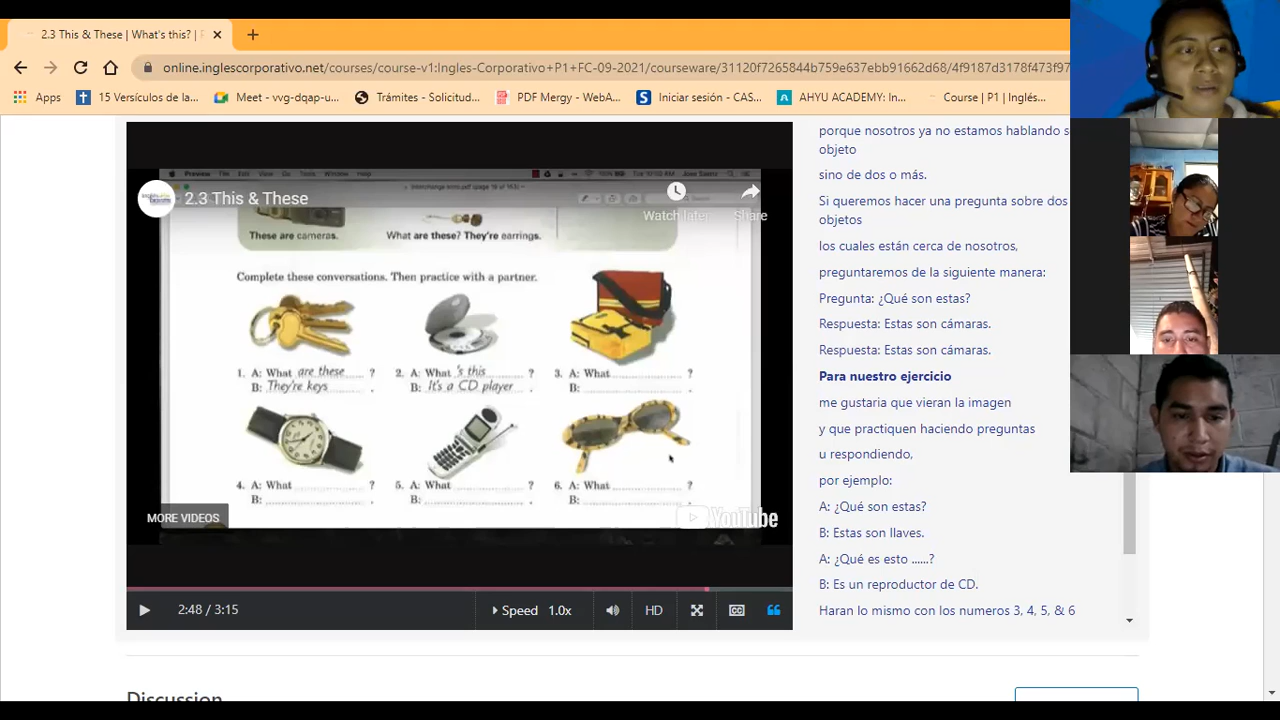 2.3 This & These | What's this? |
online.inglescorporativo.net/courses/course-v1:Ingles-Corporativo+P1+FC-09-2021/courseware/31120f7265844b759e637ebb91662d68/4f9187d3178f473f97
Apps
15 Versículos de la...
Meet - vvg-dqap-u...
Trámites - Solicitud...
PDF Mergy - WebA...
Iniciar sesión - CAS...
AHYU ACADEMY: In...
Course | P1 | Inglés...
Preview File Edit View Go Tools Window Help
2.3 This & These
Watch later
Share
These are cameras.
What are these? They're earrings.
Complete these conversations. Then practice with a partner.
1. A: What are these ?
B: They're keys .
2. A: What 's this ?
B: It's a CD player .
3. A: What ?
B: .
4. A: What ?
B: .
5. A: What ?
B: .
6. A: What ?
B: .
MORE VIDEOS
YouTube
2:48 / 3:15
Speed 1.0x
HD
CC
porque nosotros ya no estamos hablando s
objeto
sino de dos o más.
Si queremos hacer una pregunta sobre dos
objetos
los cuales están cerca de nosotros,
preguntaremos de la siguiente manera:
Pregunta: ¿Qué son estas?
Respuesta: Estas son cámaras.
Respuesta: Estas son cámaras.
Para nuestro ejercicio
me gustaria que vieran la imagen
y que practiquen haciendo preguntas
u respondiendo,
por ejemplo:
A: ¿Qué son estas?
B: Estas son llaves.
A: ¿Qué es esto ......?
B: Es un reproductor de CD.
Haran lo mismo con los numeros 3, 4, 5, & 6
Discussion